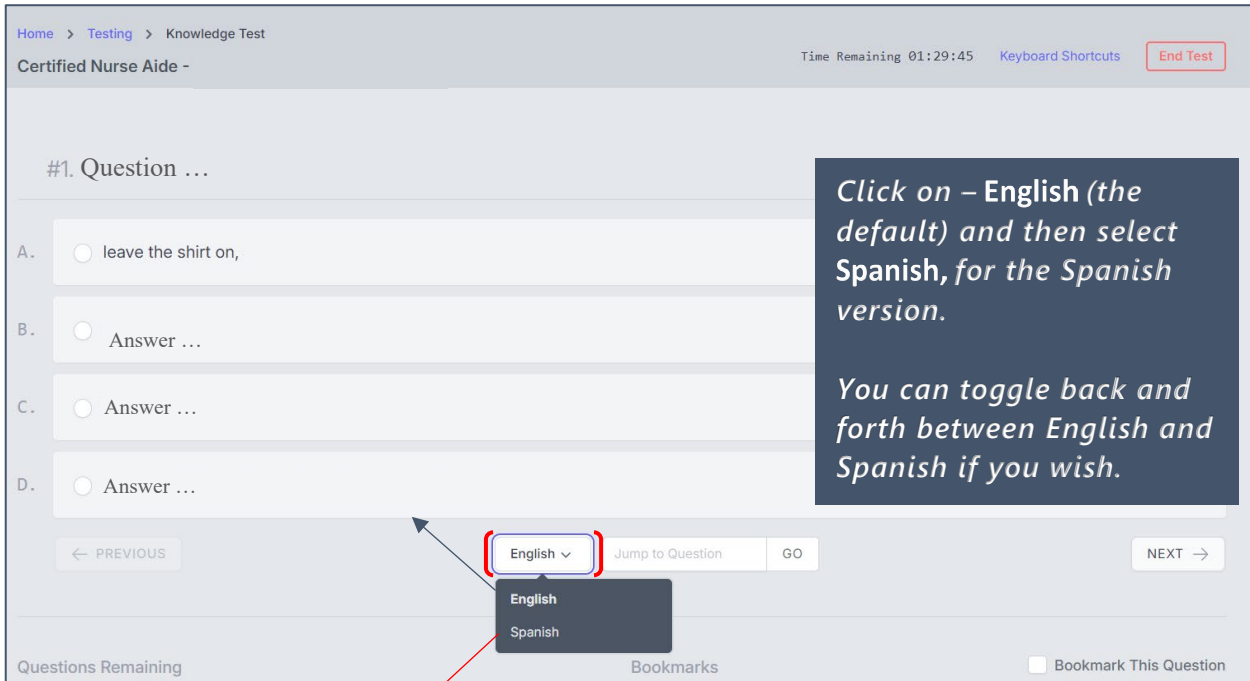 Home > Testing > Knowledge Test
Certified Nurse Aide -
Time Remaining 01:29:45 Keyboard Shortcuts End Test
#1. Question …
A. leave the shirt on,
B. Answer …
C. Answer …
D. Answer …
Click on – English (the
default) and then select
Spanish, for the Spanish
version.
You can toggle back and
forth between English and
Spanish if you wish.
← PREVIOUS English Jump to Question GO NEXT →
English
Spanish
Questions Remaining Bookmarks Bookmark This Question